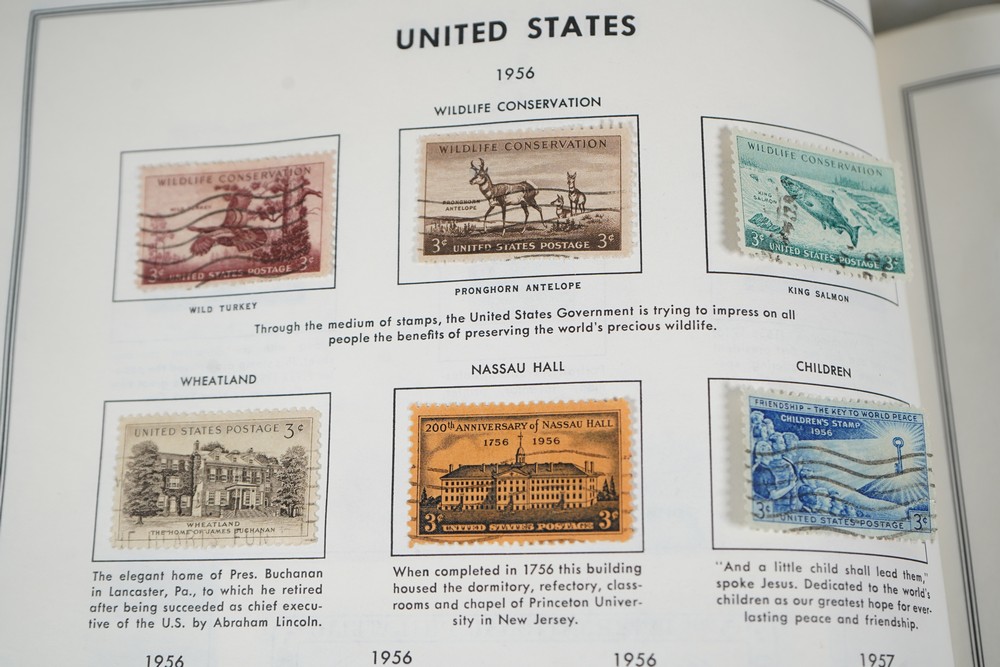 UNITED STATES
1956
WILDLIFE CONSERVATION
WILDLIFE CONSERVATION
WILD TURKEY
3¢ UNITED STATES POSTAGE 3¢
WILD TURKEY
WILDLIFE CONSERVATION
PRONGHORN
ANTELOPE
3¢ UNITED STATES POSTAGE 3¢
PRONGHORN ANTELOPE
WILDLIFE CONSERVATION
KING
SALMON
3¢ UNITED STATES POSTAGE 3¢
KING SALMON
Through the medium of stamps, the United States Government is trying to impress on all
people the benefits of preserving the world's precious wildlife.
WHEATLAND
UNITED STATES POSTAGE 3¢
WHEATLAND
THE HOME OF JAMES BUCHANAN
The elegant home of Pres. Buchanan
in Lancaster, Pa., to which he retired
after being succeeded as chief execu-
tive of the U.S. by Abraham Lincoln.
NASSAU HALL
200th ANNIVERSARY of NASSAU HALL
1756 1956
3¢ UNITED STATES POSTAGE 3¢
When completed in 1756 this building
housed the dormitory, refectory, class-
rooms and chapel of Princeton Univer-
sity in New Jersey.
CHILDREN
FRIENDSHIP - THE KEY TO WORLD PEACE
CHILDREN'S STAMP
1956
3¢ UNITED STATES POSTAGE 3¢
"And a little child shall lead them,"
spoke Jesus. Dedicated to the world's
children as our greatest hope for ever-
lasting peace and friendship.
1956
1956
1956
1957